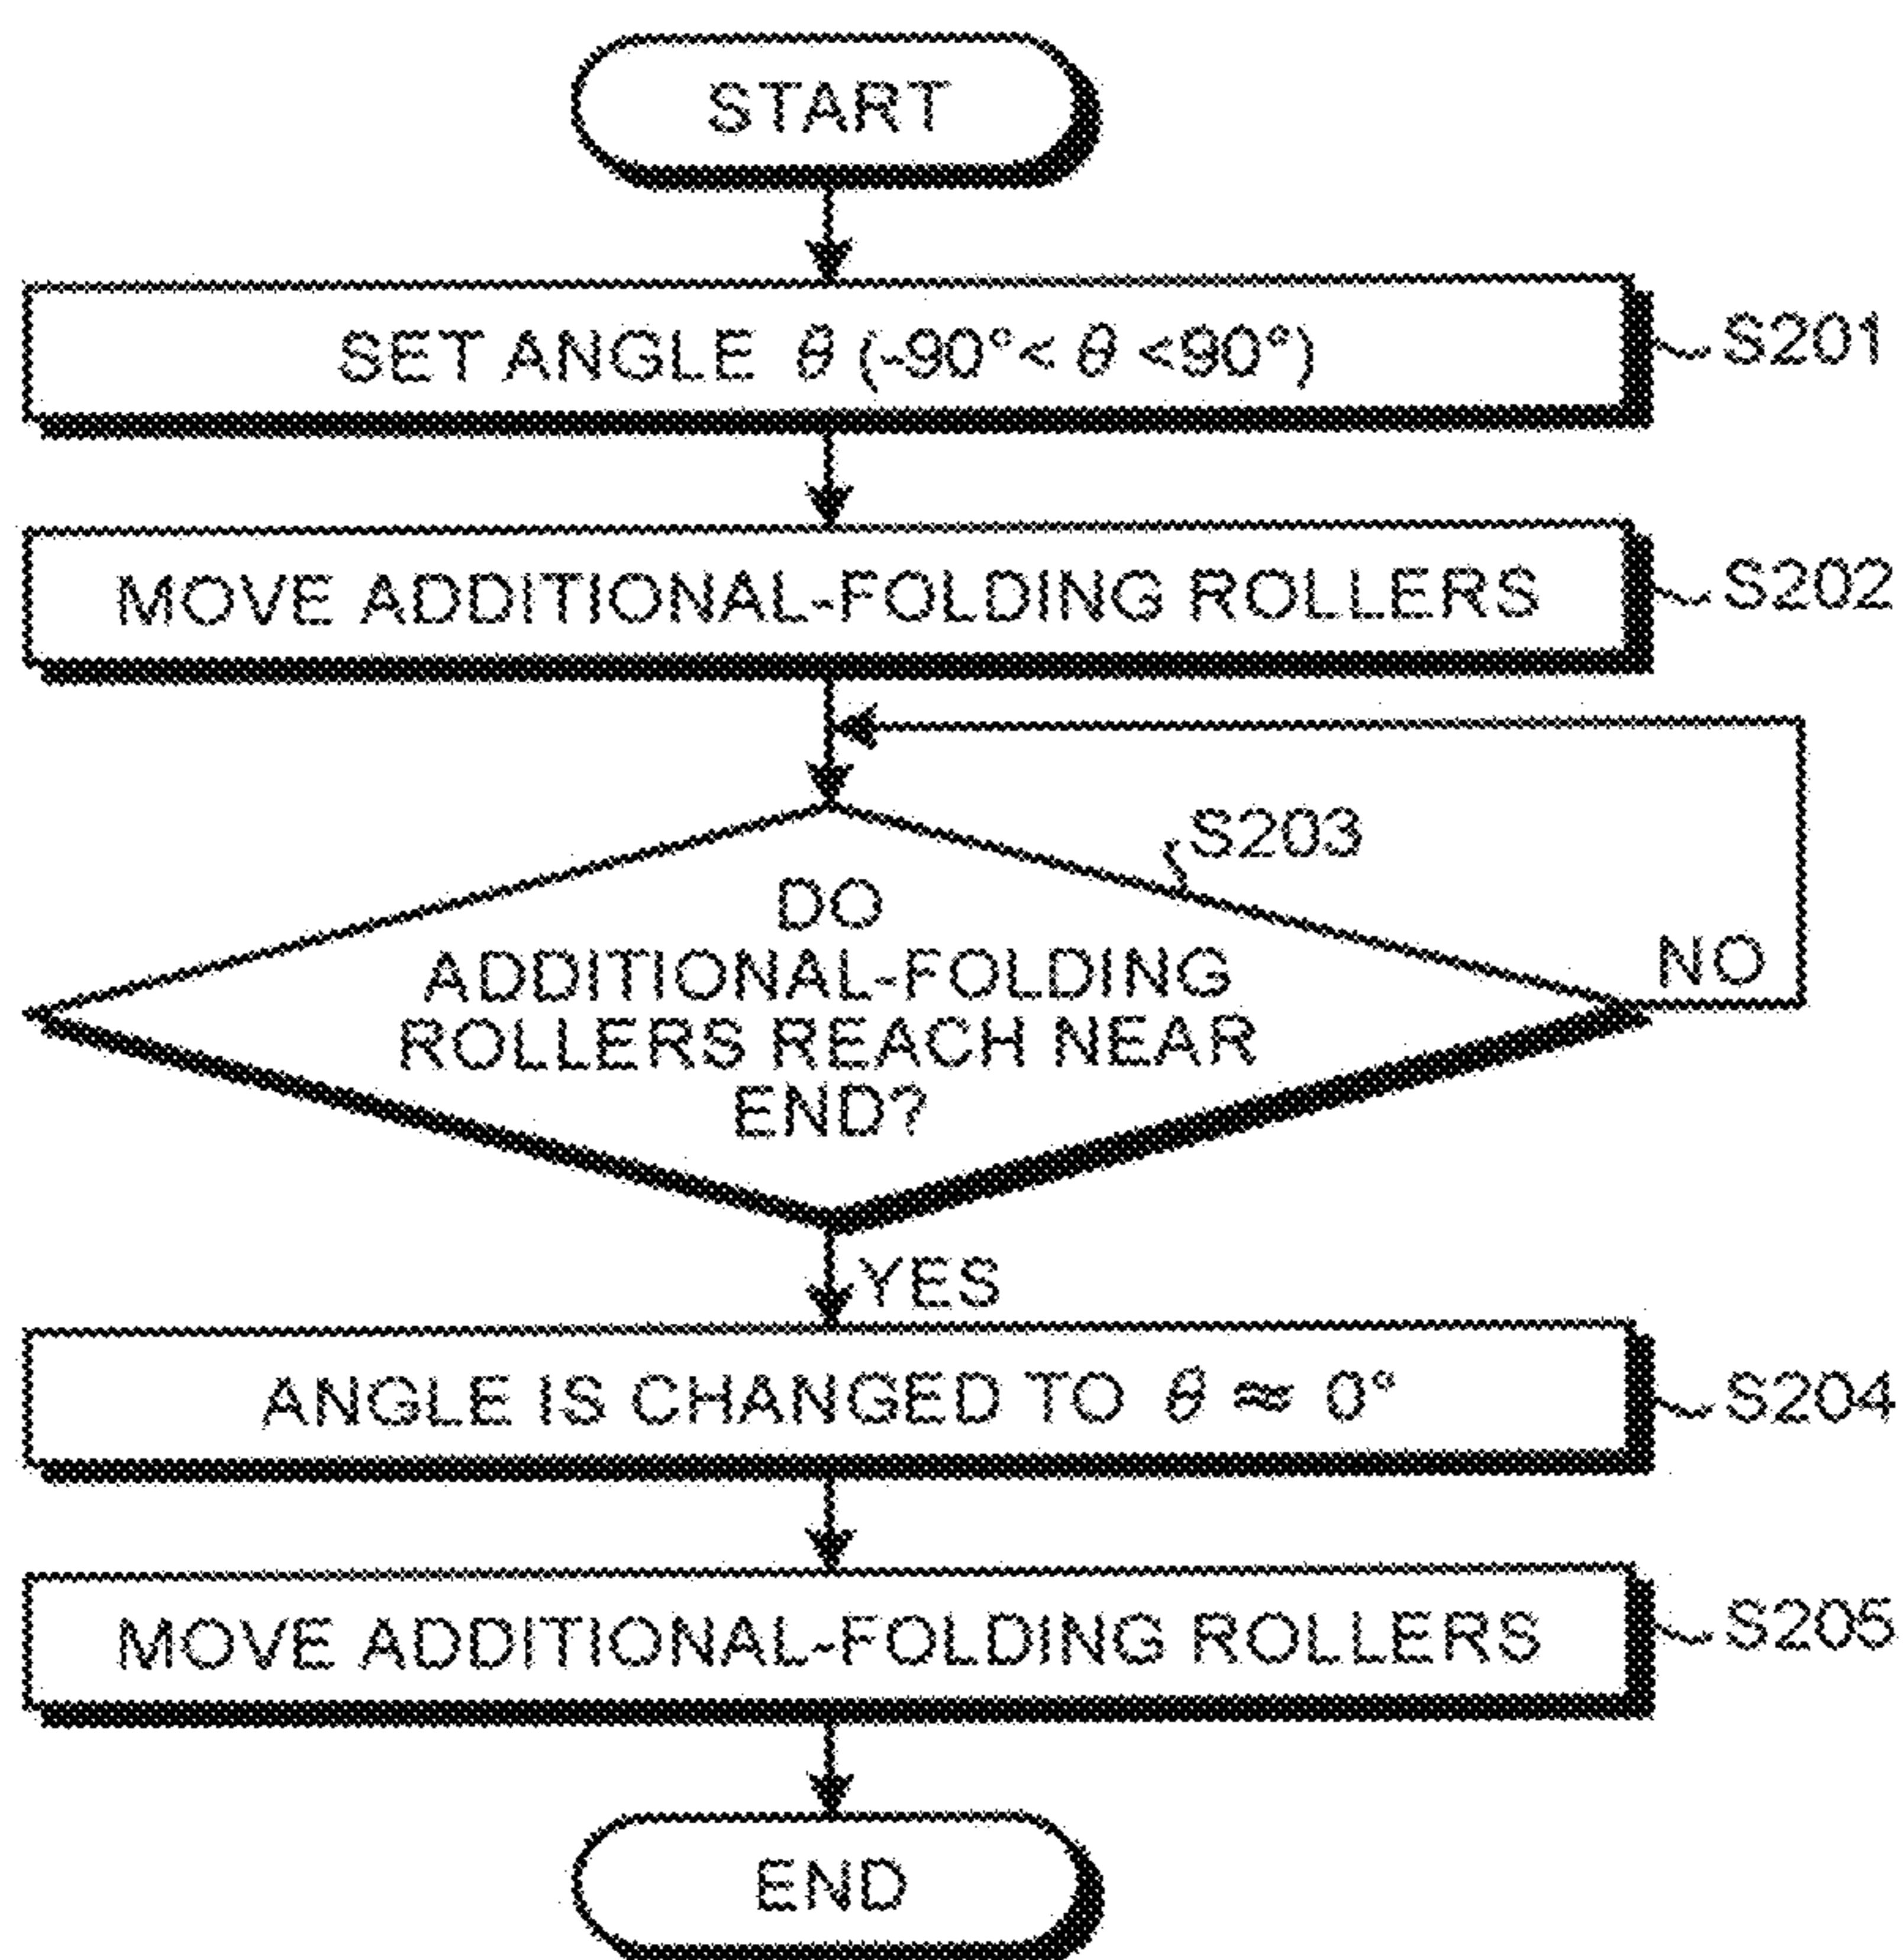 START
SET ANGLE θ (-90°< θ <90°)
S201
MOVE ADDITIONAL-FOLDING ROLLERS
S202
S203
DO
ADDITIONAL-FOLDING
ROLLERS REACH NEAR
END?
NO
YES
ANGLE IS CHANGED TO θ ≈ 0°
S204
MOVE ADDITIONAL-FOLDING ROLLERS
S205
END